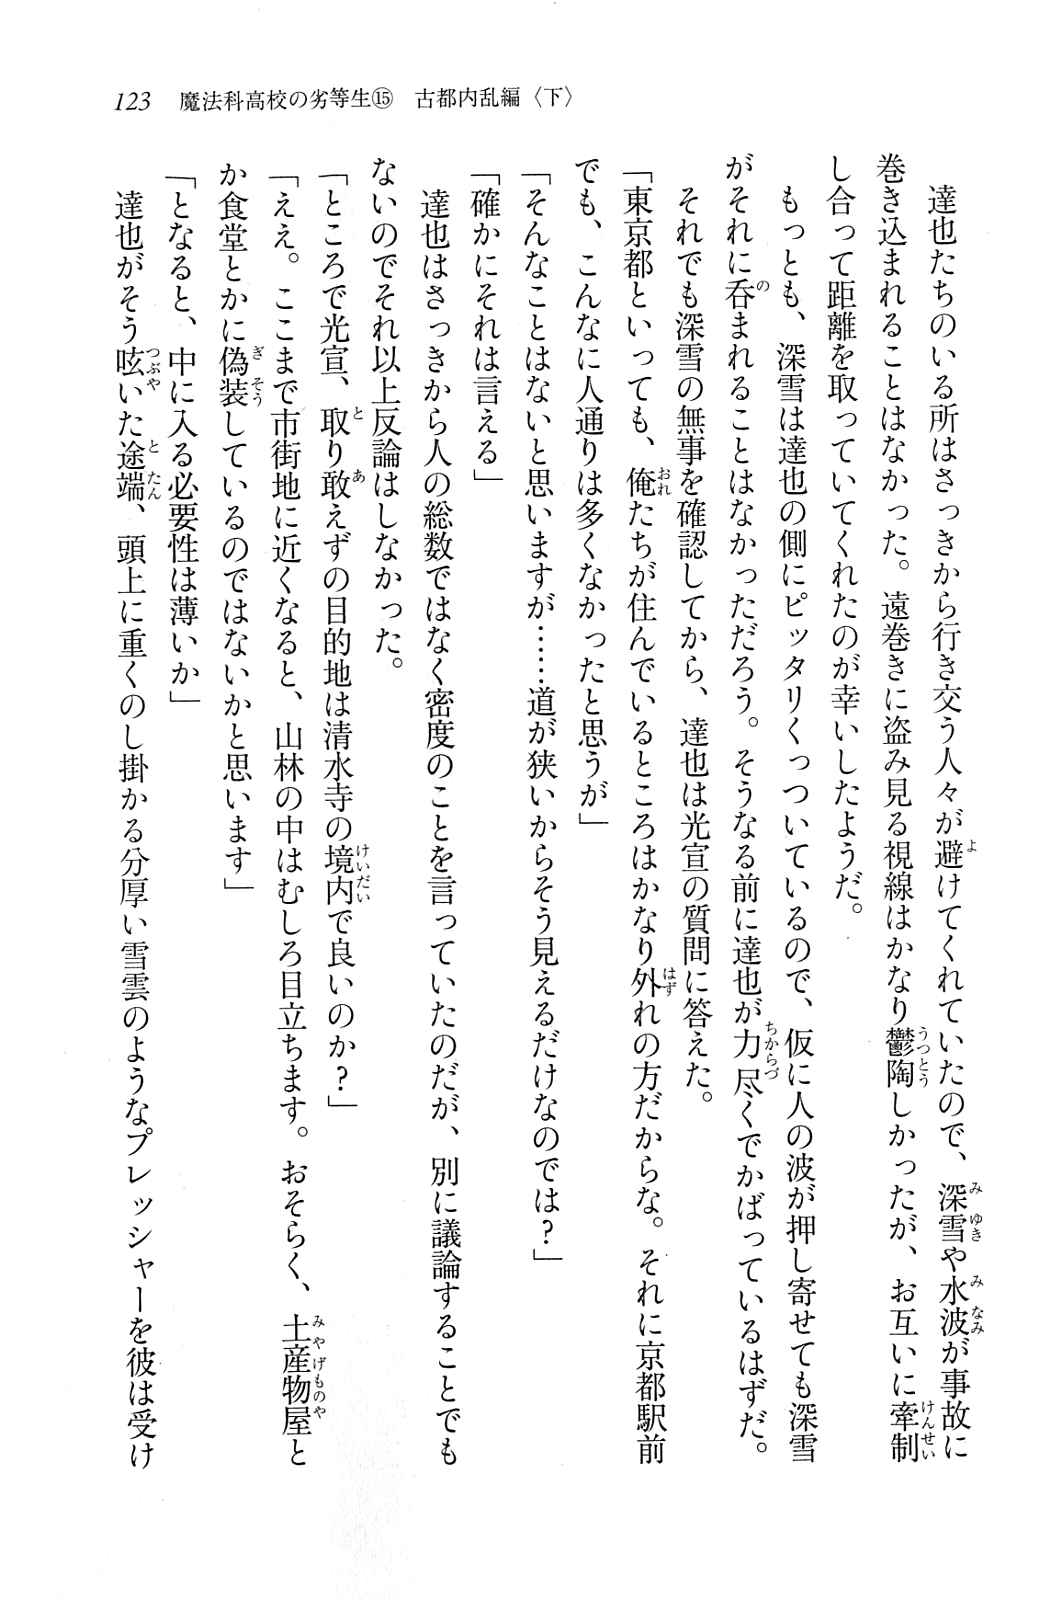 123　魔法科高校の劣等生⑮　古都内乱編〈下〉
　達也たちのいる所はさっきから行き交う人々が避けてくれていたので、深雪や水波が事故に
巻き込まれることはなかった。遠巻きに盗み見る視線はかなり鬱陶しかったが、お互いに牽制
し合って距離を取っていてくれたのが幸いしたようだ。
　もっとも、深雪は達也の側にピッタリくっついているので、仮に人の波が押し寄せても深雪
がそれに呑まれることはなかっただろう。そうなる前に達也が力尽くでかばっているはずだ。
　それでも深雪の無事を確認してから、達也は光宣の質問に答えた。
「東京都といっても、俺たちが住んでいるところはかなり外れの方だからな。それに京都駅前
でも、こんなに人通りは多くなかったと思うが」
「そんなことはないと思いますが……道が狭いからそう見えるだけなのでは？」
「確かにそれは言える」
　達也はさっきから人の総数ではなく密度のことを言っていたのだが、別に議論することでも
ないのでそれ以上反論はしなかった。
「ところで光宣、取り敢えずの目的地は清水寺の境内で良いのか？」
「ええ。ここまで市街地に近くなると、山林の中はむしろ目立ちます。おそらく、土産物屋と
か食堂とかに偽装しているのではないかと思います」
「となると、中に入る必要性は薄いか」
　達也がそう呟いた途端、頭上に重くのし掛かる分厚い雪雲のようなプレッシャーを彼は受け